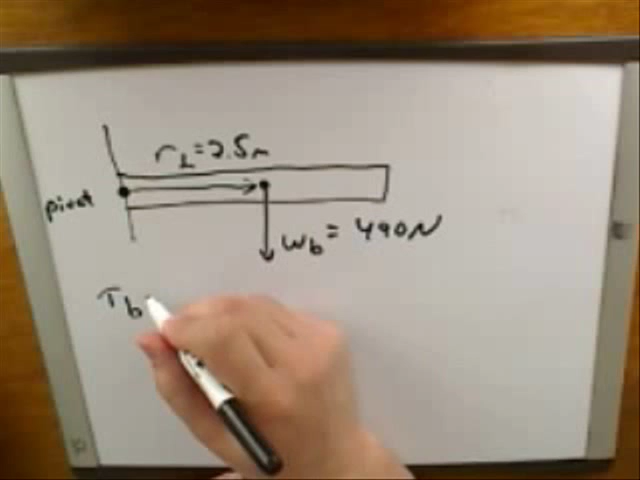 r⊥=2.5m
pivot
Wb = 490N
τb